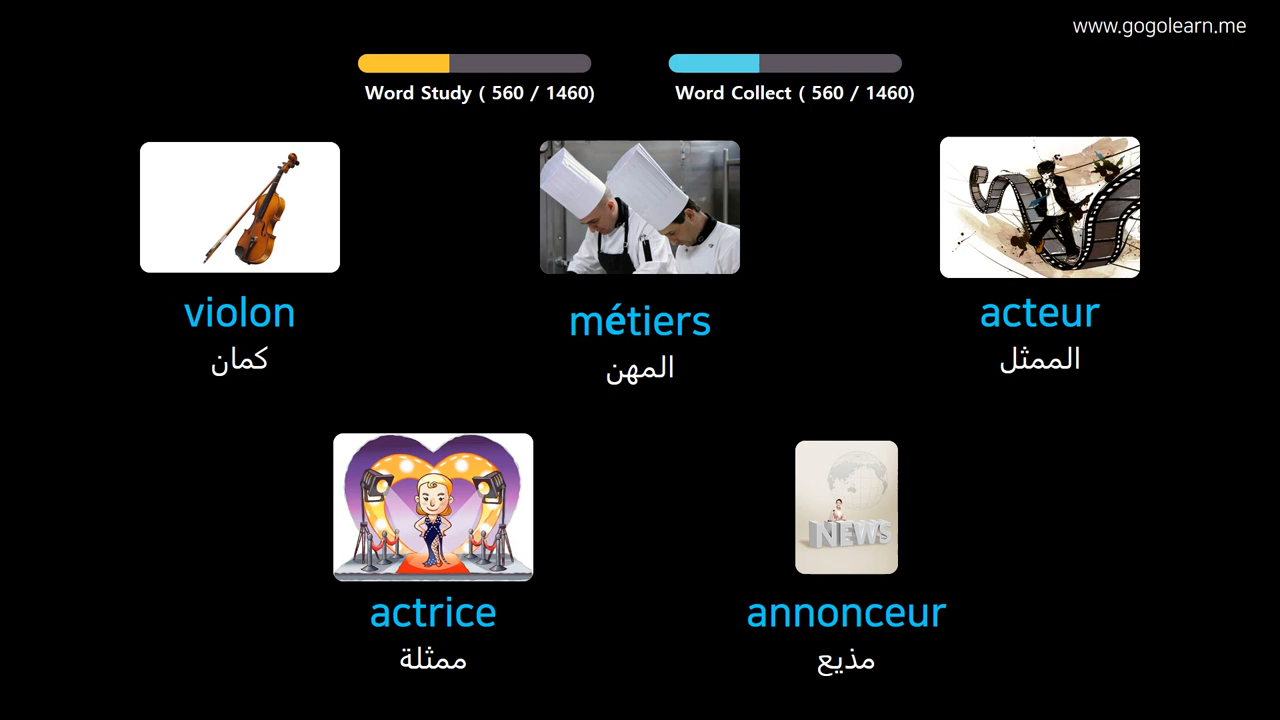 www.gogolearn.me
Word Study ( 560 / 1460)
Word Collect ( 560 / 1460)
violon
كمان
métiers
المهن
acteur
الممثل
actrice
ممثلة
NEWS
annonceur
مذيع